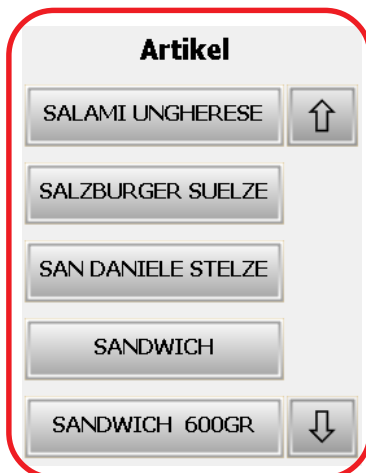 Artikel
SALAMI UNGHERESE
SALZBURGER SUELZE
SAN DANIELE STELZE
SANDWICH
SANDWICH 600GR